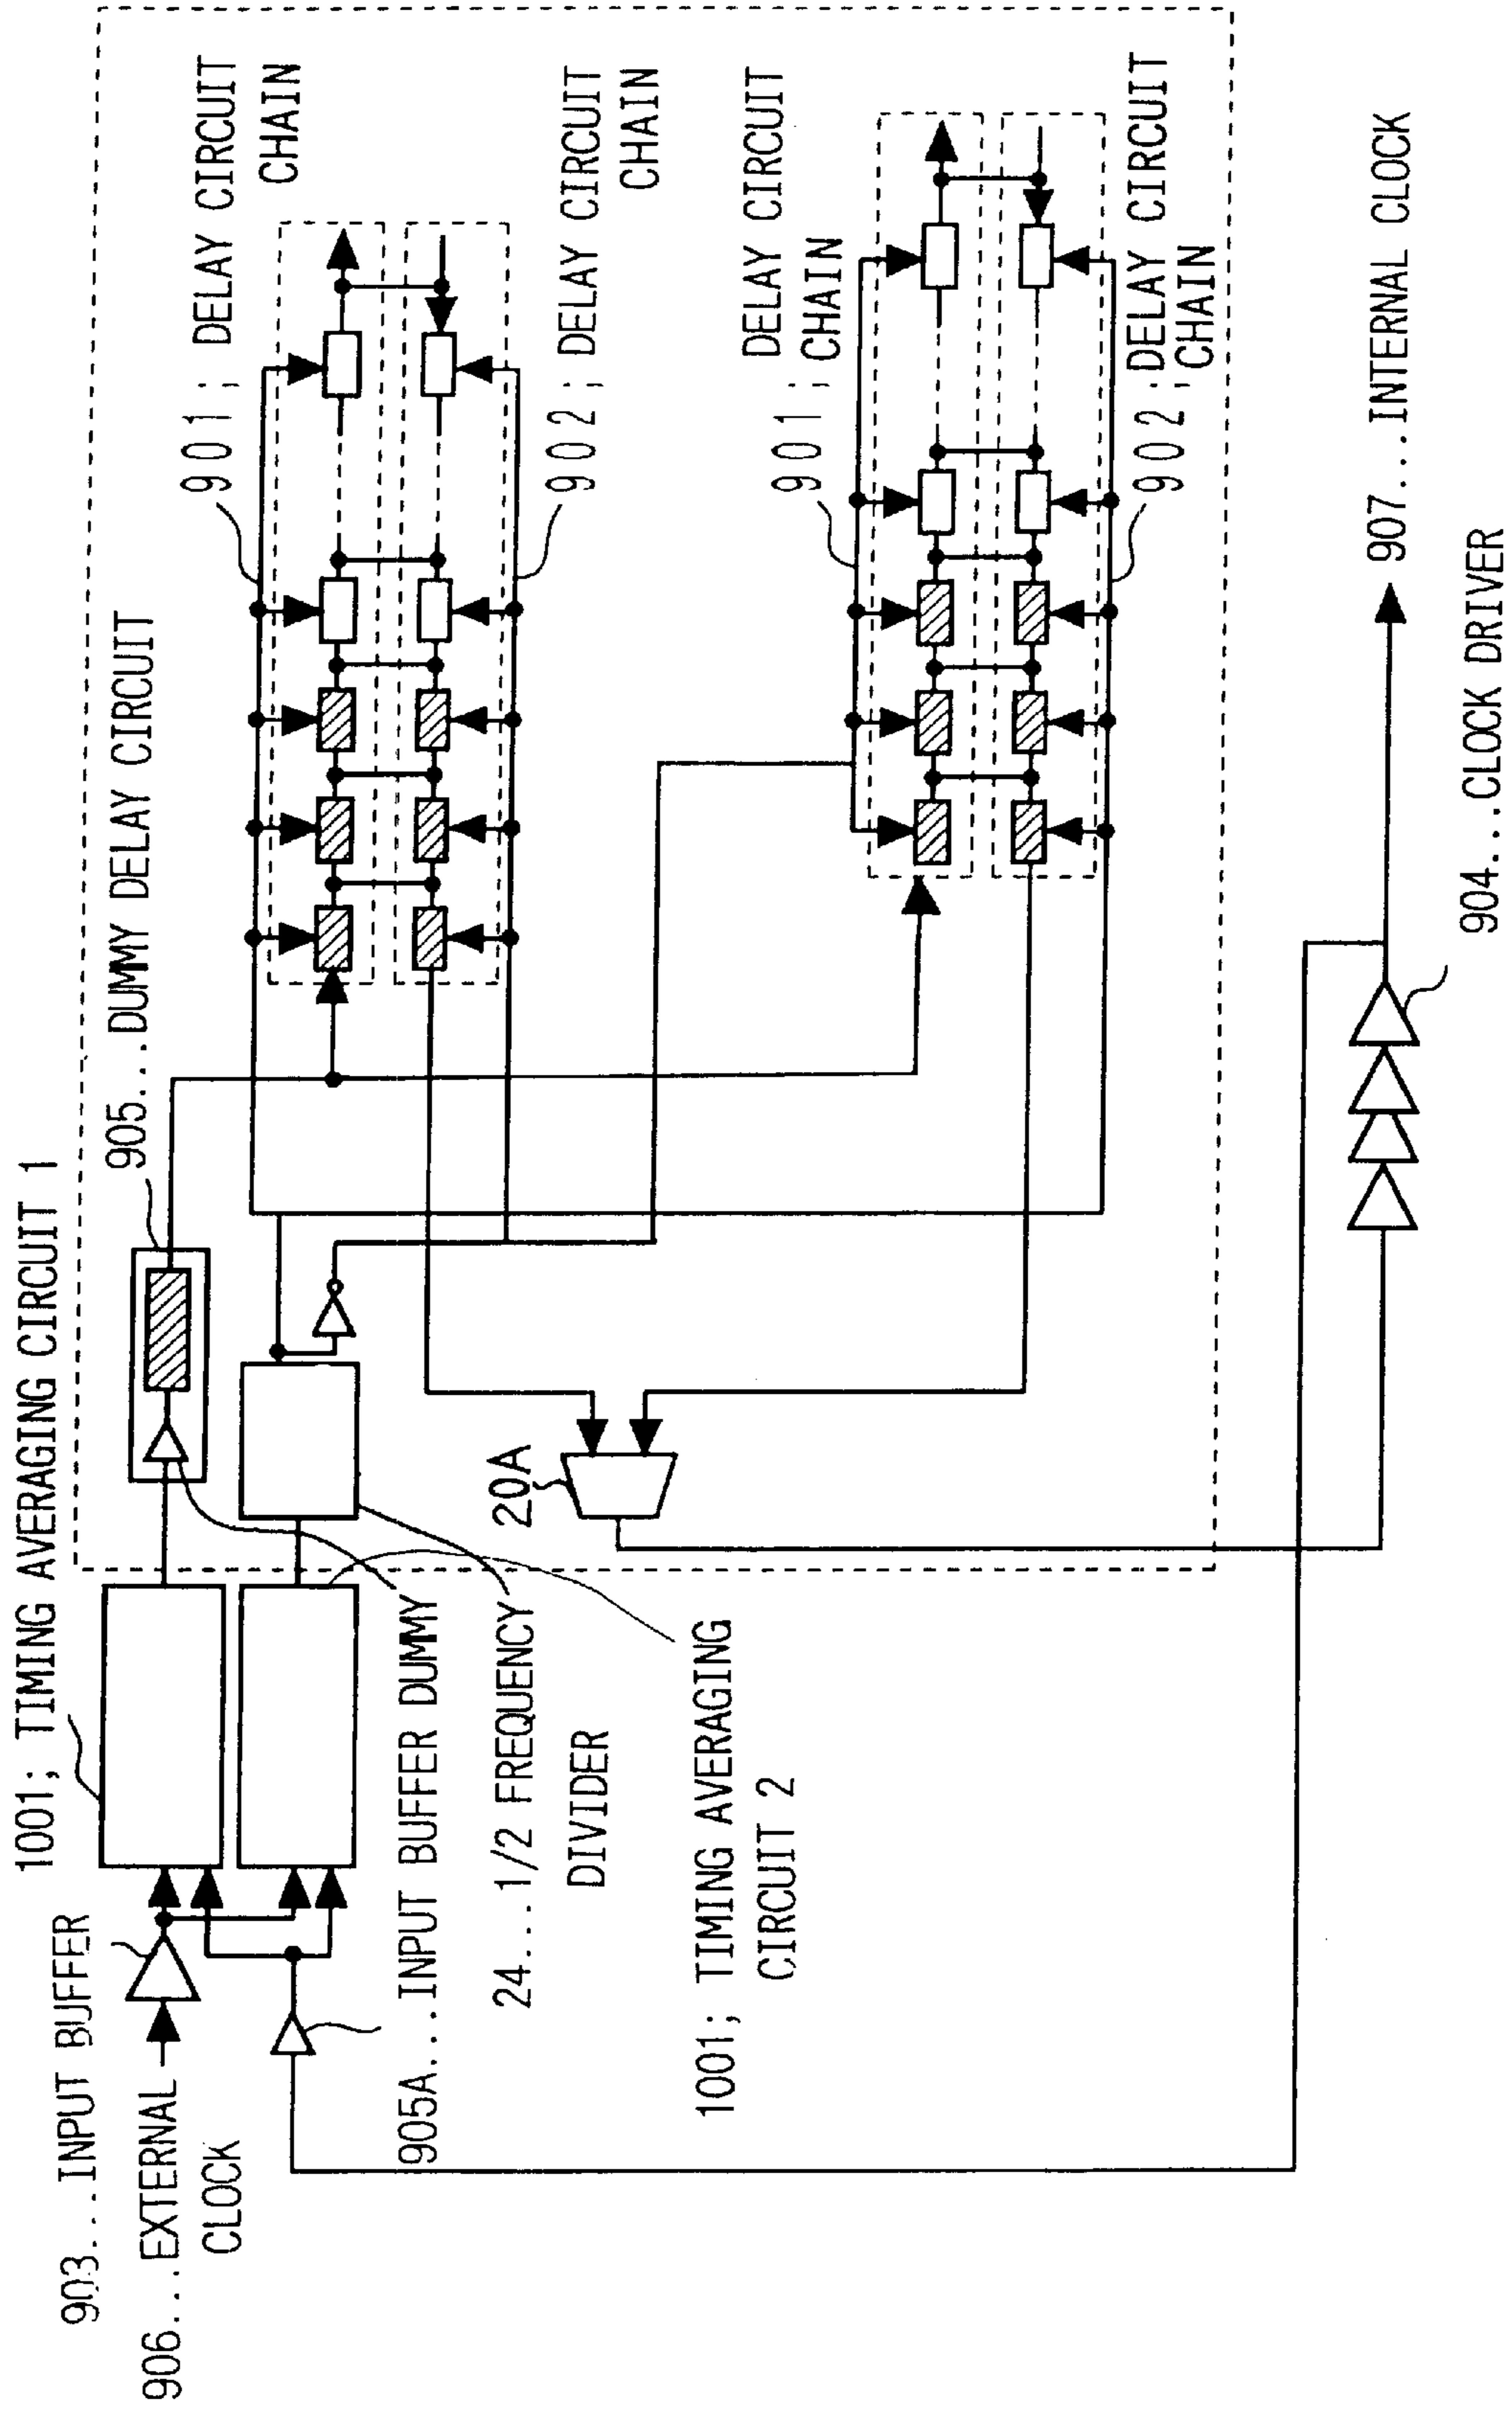 1001; TIMING AVERAGING CIRCUIT 1
903...INPUT BUFFER
906...EXTERNAL
CLOCK
905...DUMMY DELAY CIRCUIT
901; DELAY CIRCUIT
CHAIN
902; DELAY CIRCUIT
CHAIN
905A...INPUT BUFFER DUMMY
24...1/2 FREQUENCY
DIVIDER
20A
1001; TIMING AVERAGING
CIRCUIT 2
901; DELAY CIRCUIT
CHAIN
902; DELAY CIRCUIT
CHAIN
907...INTERNAL CLOCK
904...CLOCK DRIVER